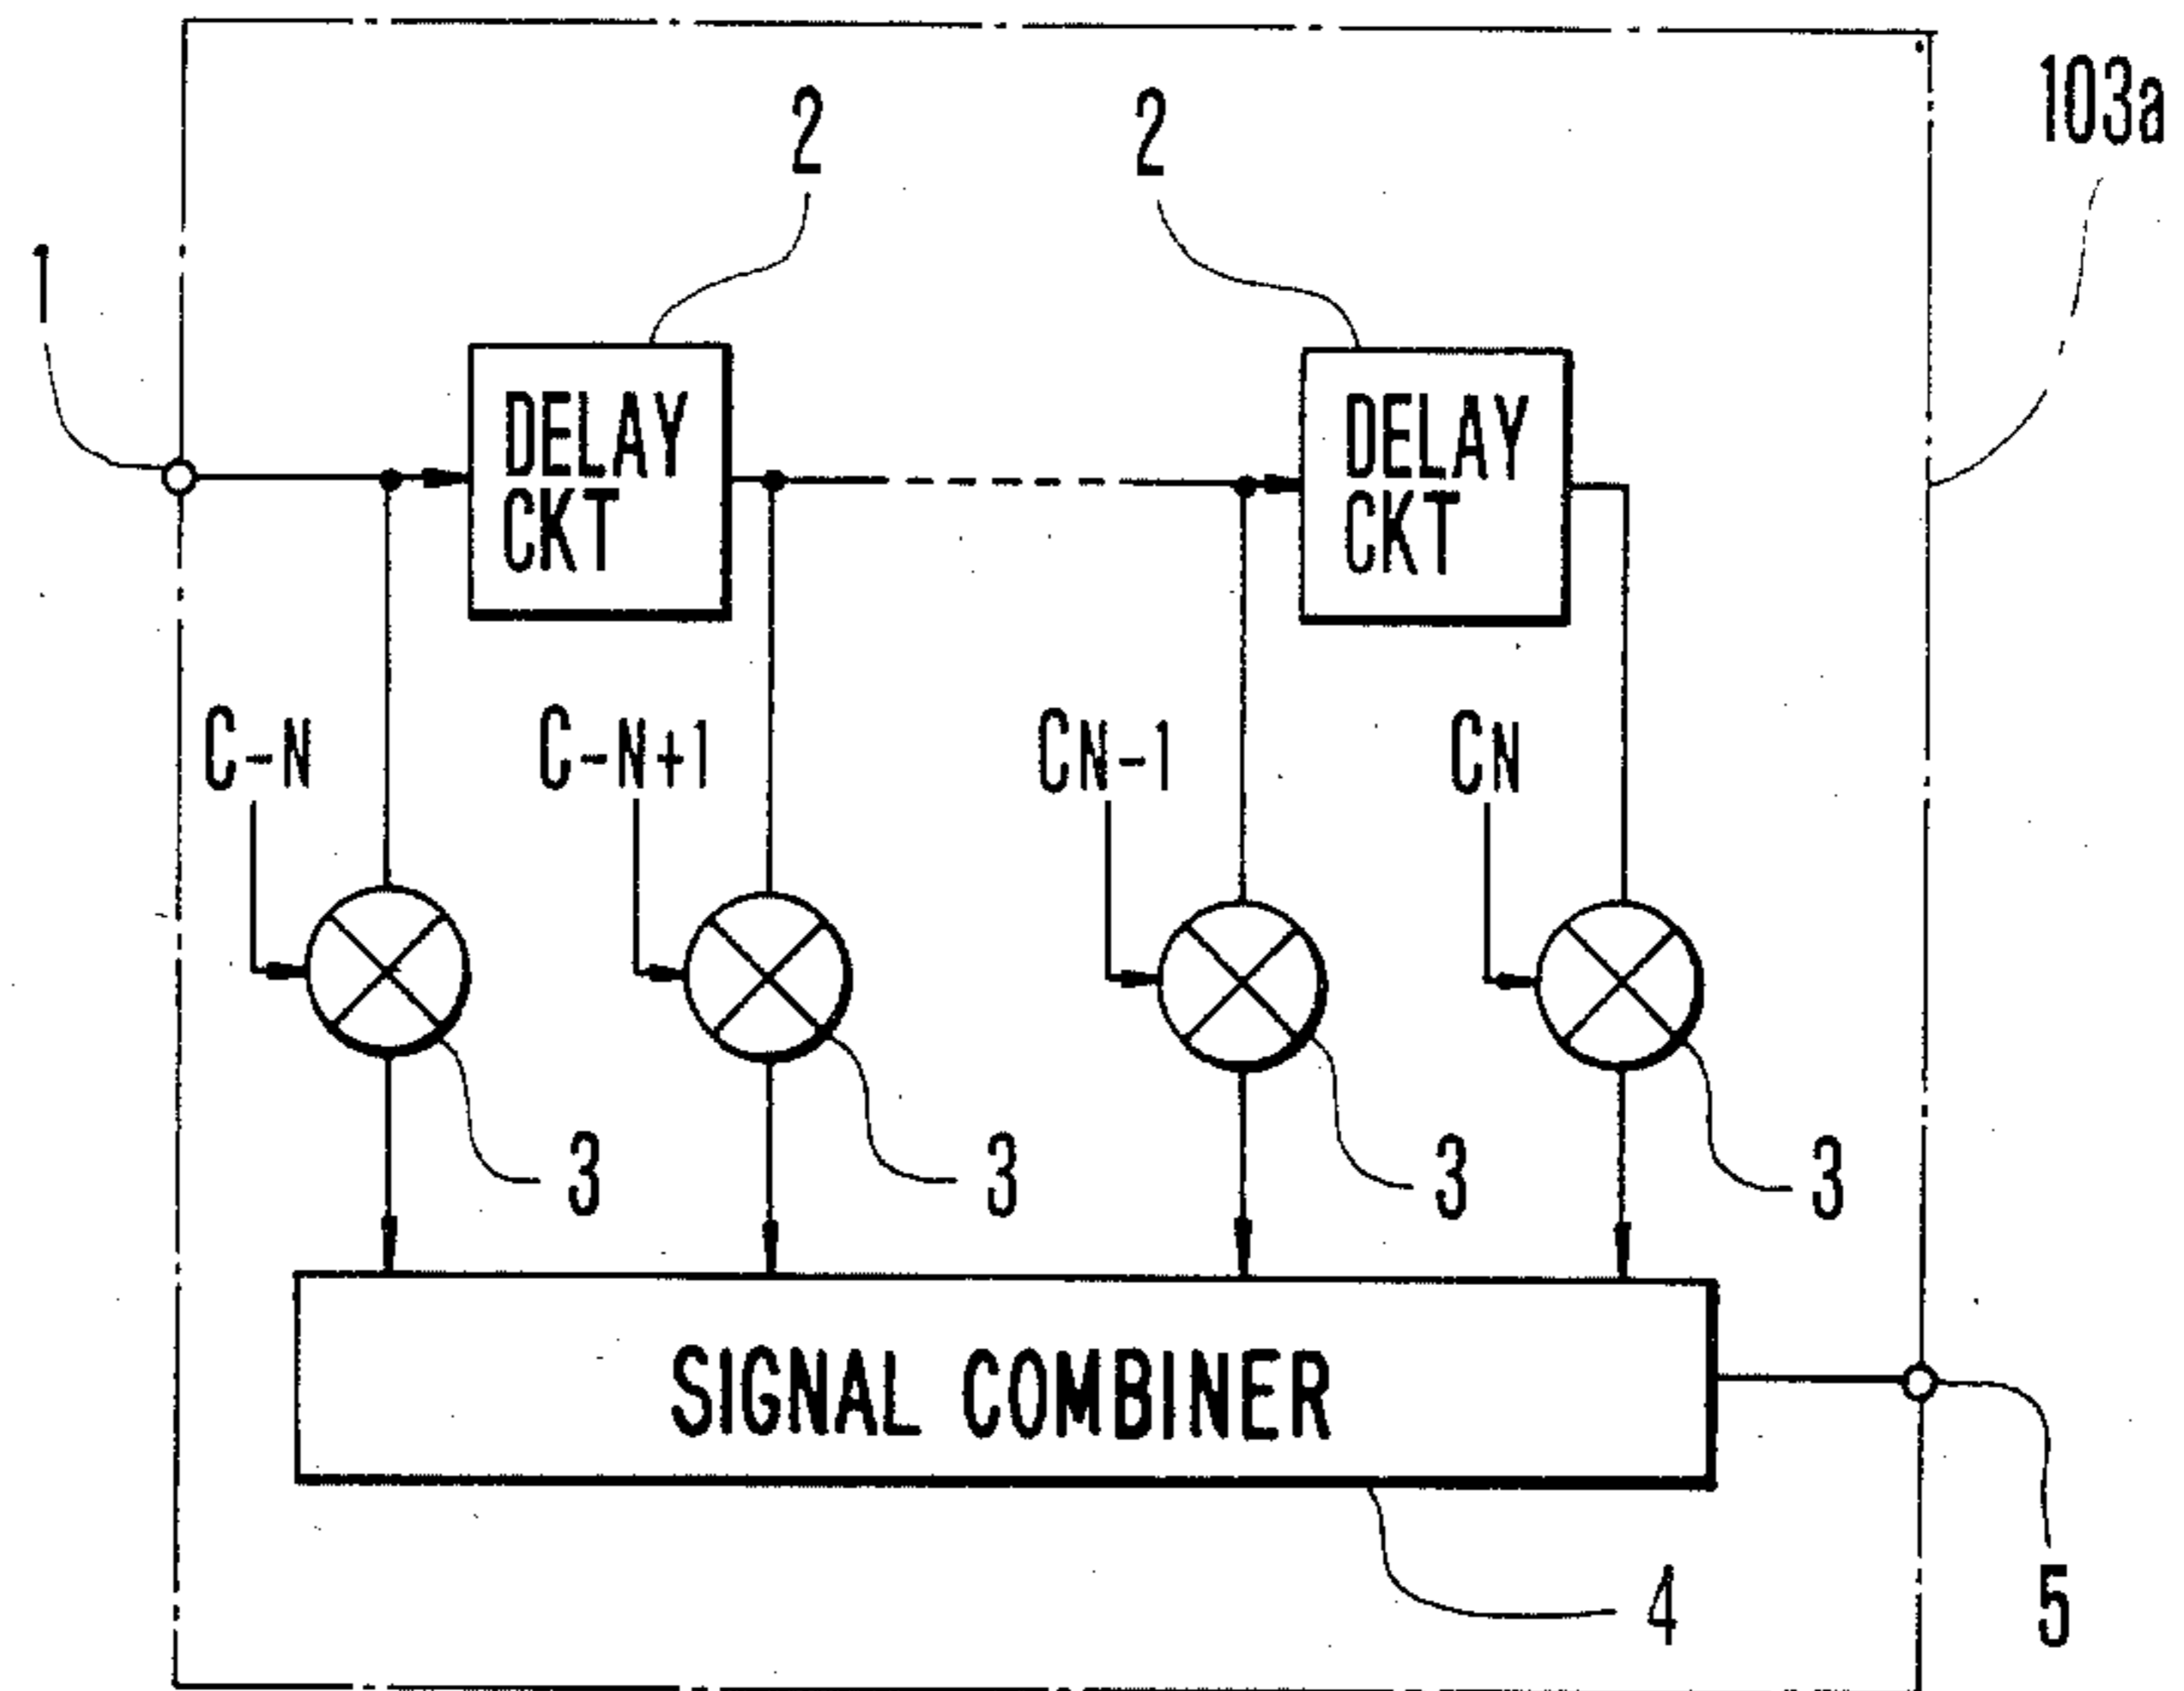 103a
2
2
1
DELAY
CKT
DELAY
CKT
C-N
C-N+1
CN-1
CN
3
3
3
3
SIGNAL COMBINER
4
5